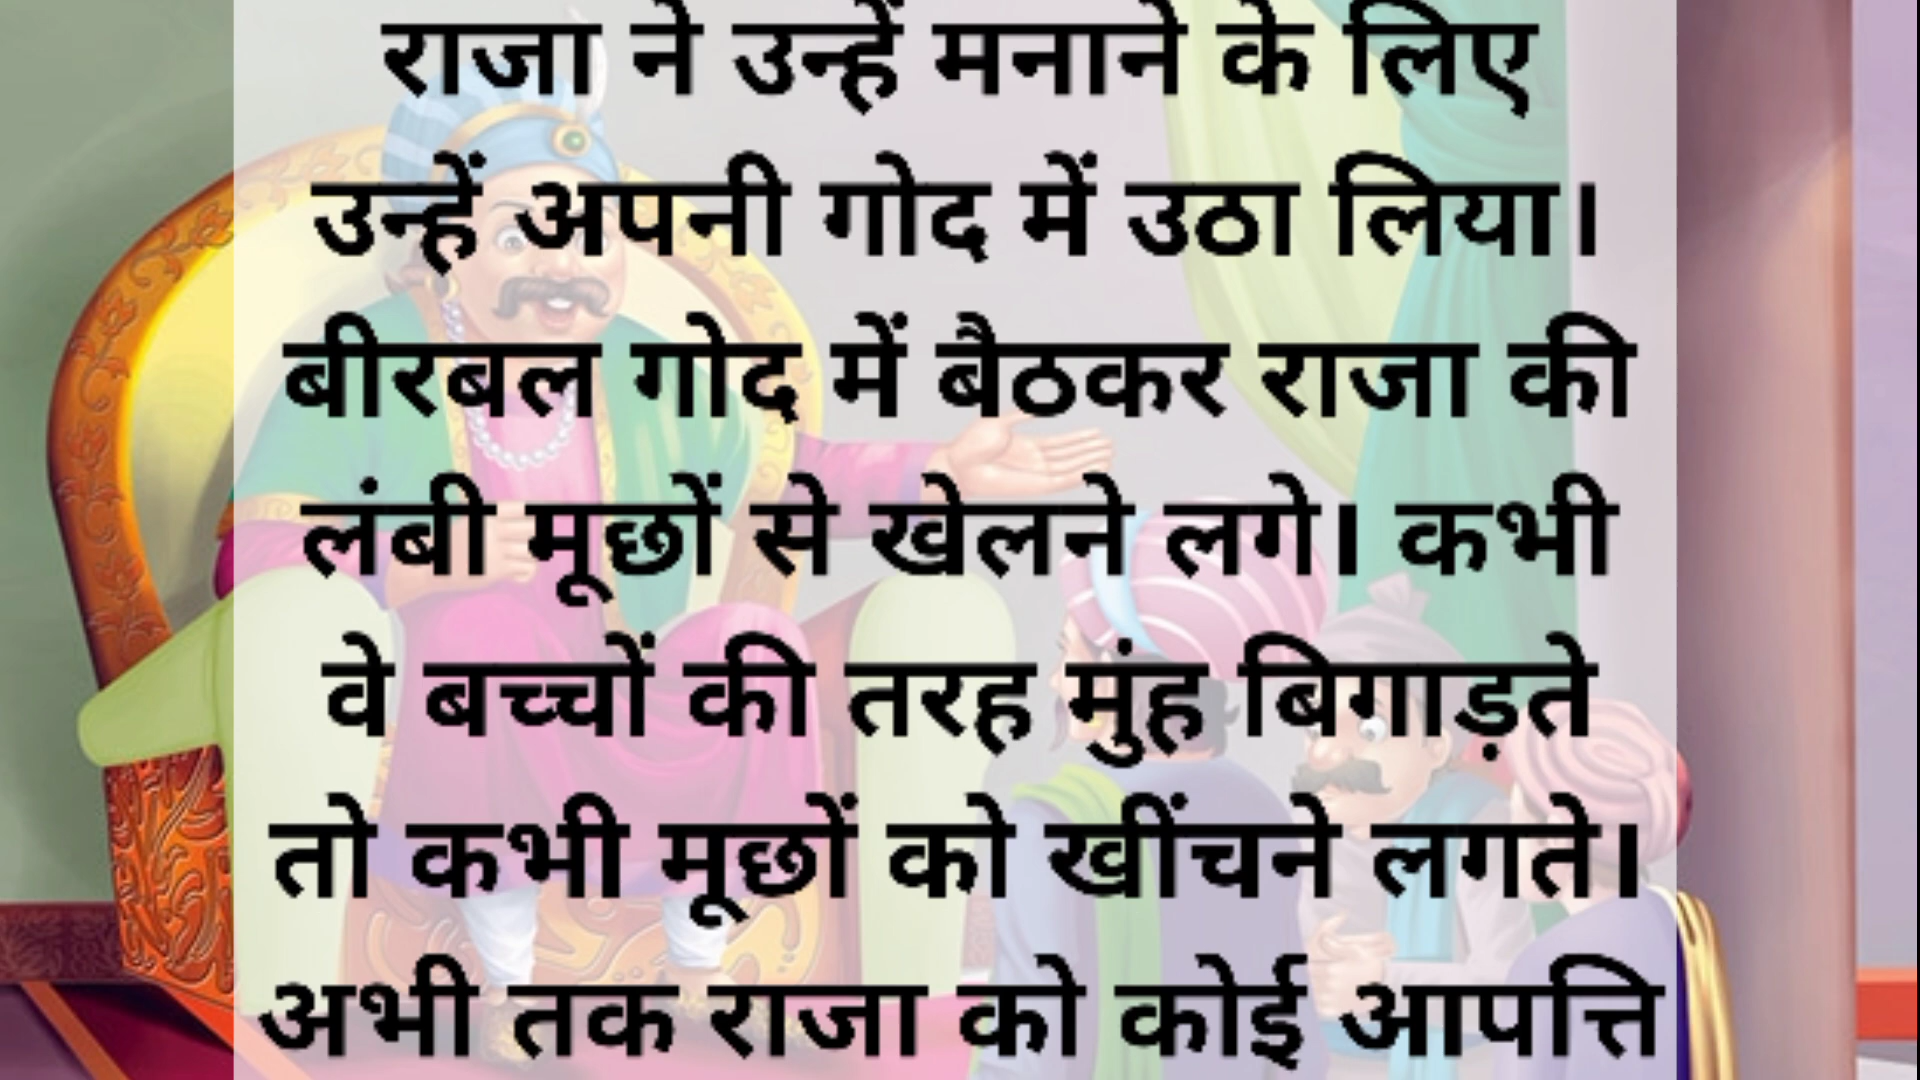 राजा ने उन्हें मनाने के लिए
उन्हें अपनी गोद में उठा लिया।
बीरबल गोद में बैठकर राजा की
लंबी मूछों से खेलने लगे। कभी
वे बच्चों की तरह मुंह बिगाड़ते
तो कभी मूछों को खींचने लगते।
अभी तक राजा को कोई आपत्ति